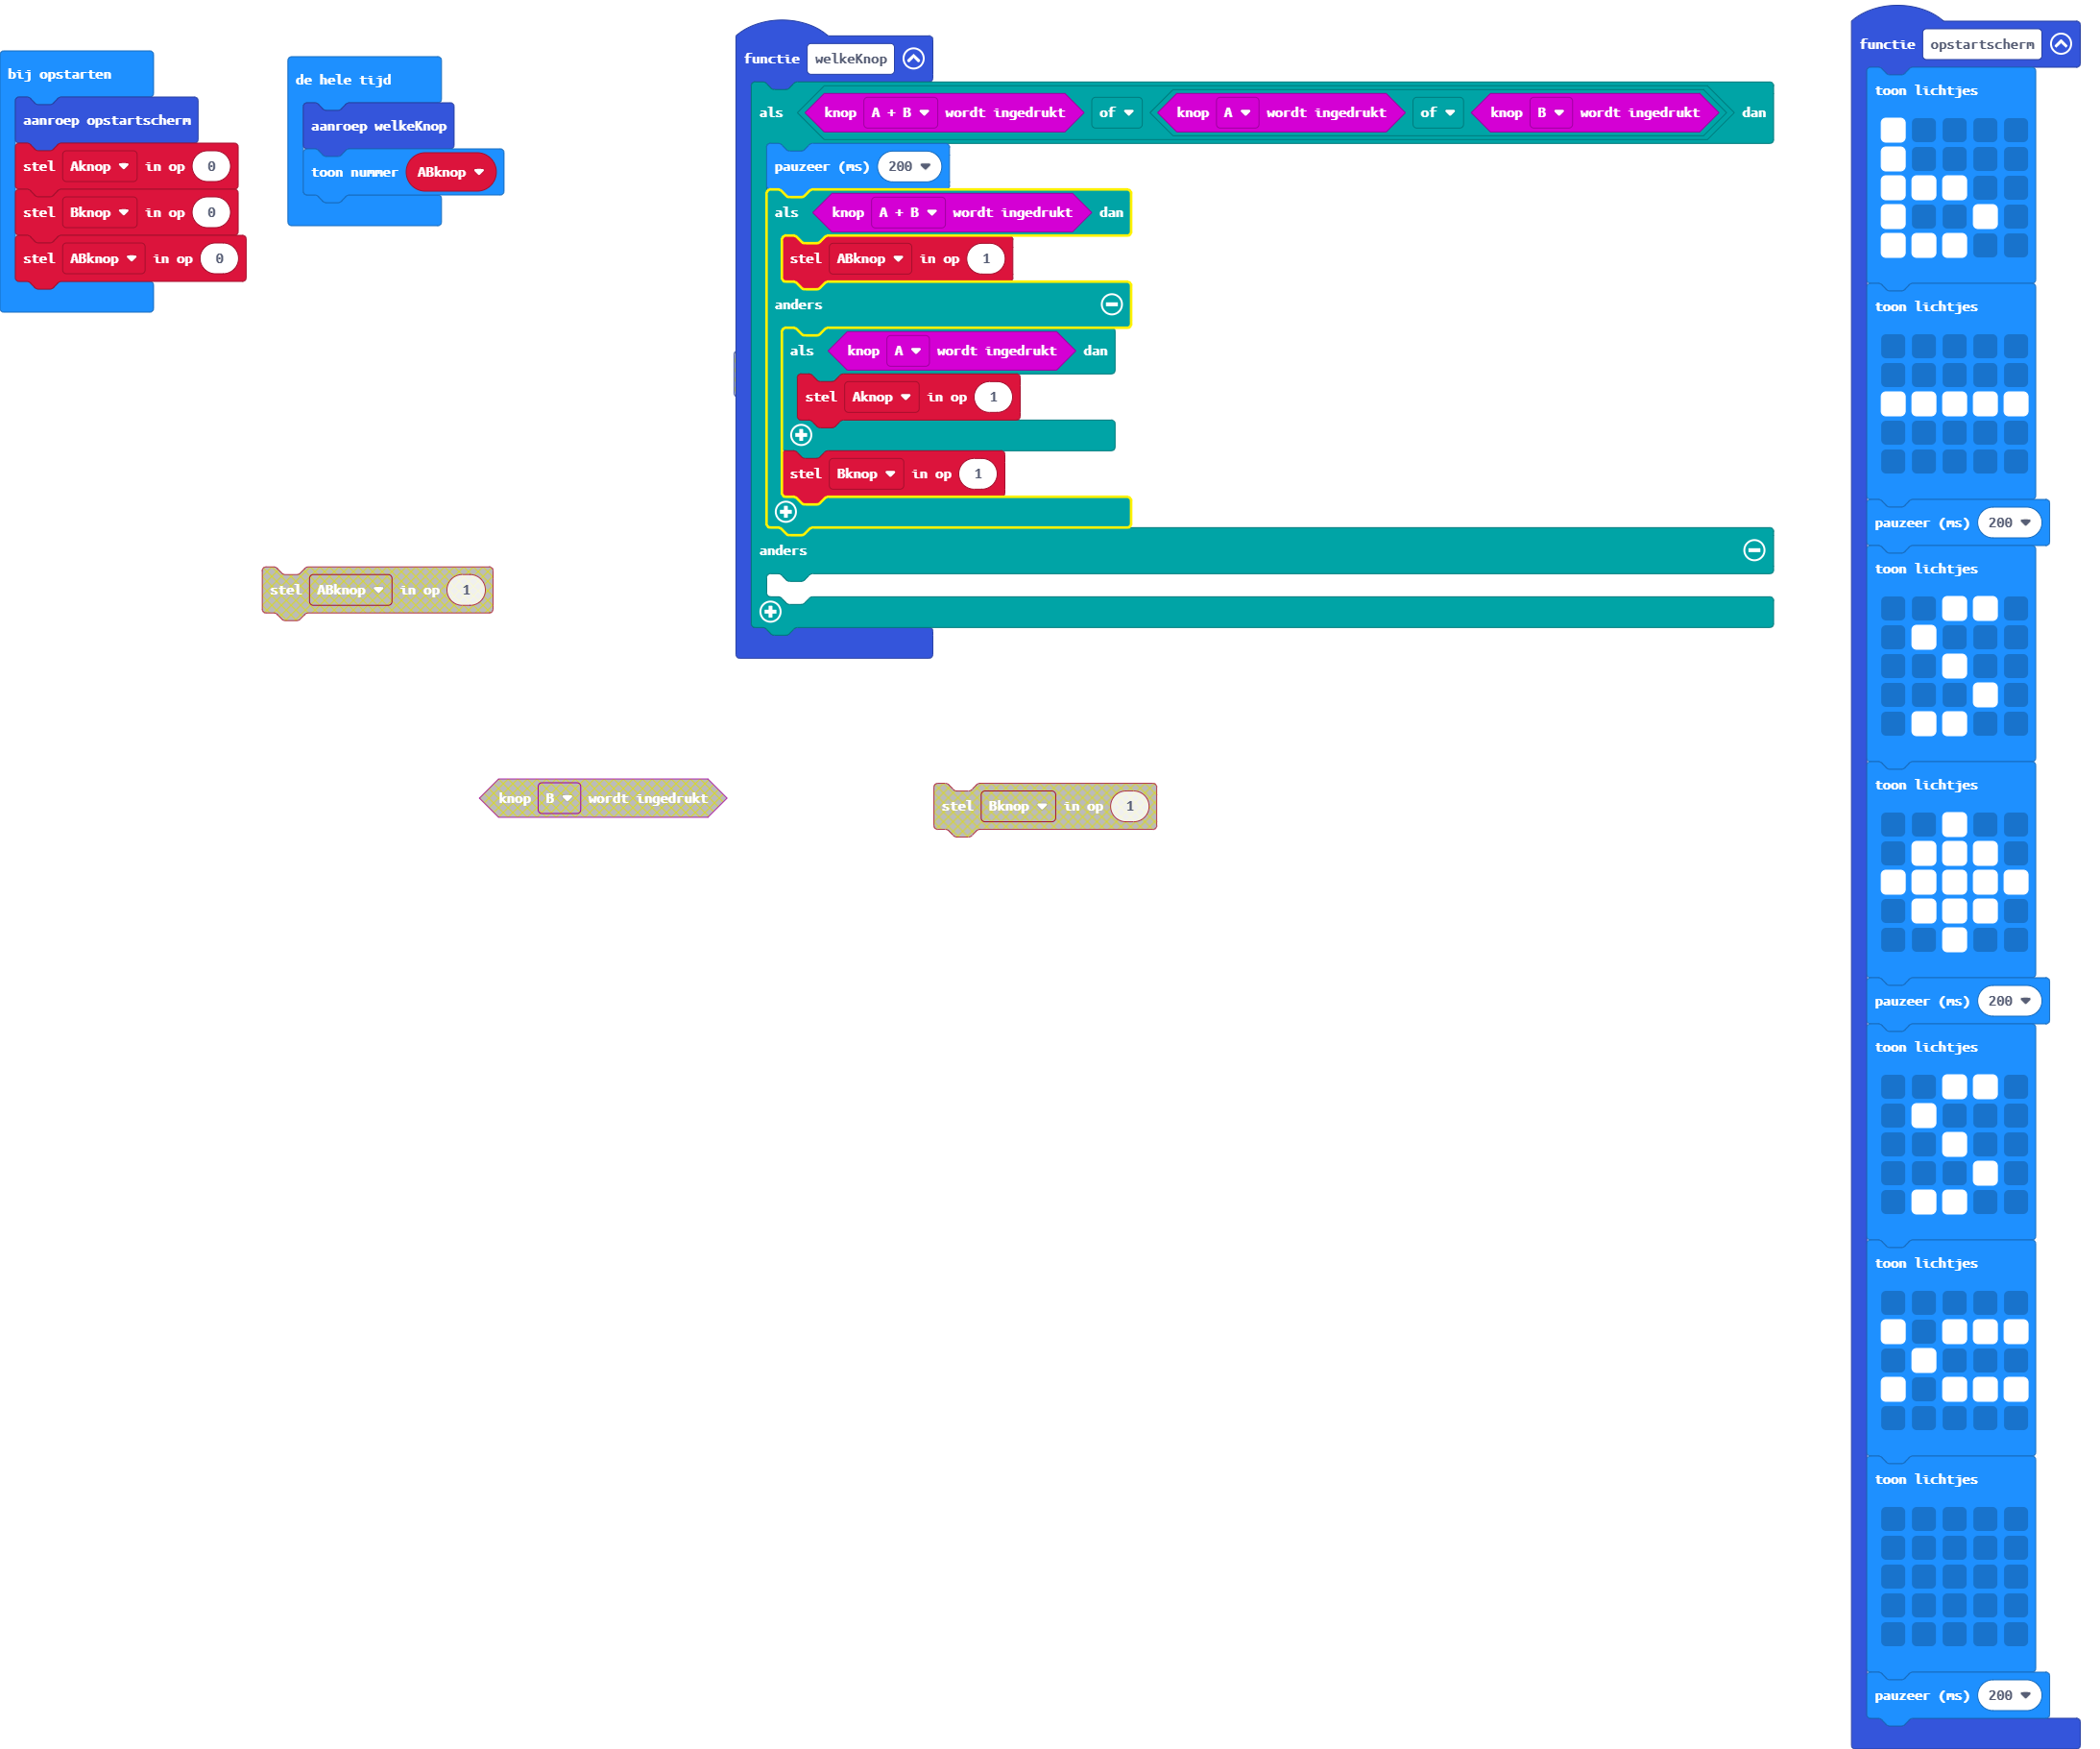 bij opstarten
aanroep opstartscherm
stel Aknop in op 0
stel Bknop in op 0
stel ABknop in op 0
de hele tijd
aanroep welkeKnop
toon nummer ABknop
functie welkeKnop
als knop A + B wordt ingedrukt of knop A wordt ingedrukt of knop B wordt ingedrukt dan
pauzeer (ms) 200
als knop A + B wordt ingedrukt dan
stel ABknop in op 1
anders
als knop A wordt ingedrukt dan
stel Aknop in op 1
stel Bknop in op 1
anders
stel ABknop in op 1
knop B wordt ingedrukt
stel Bknop in op 1
functie opstartscherm
toon lichtjes
toon lichtjes
pauzeer (ms) 200
toon lichtjes
toon lichtjes
pauzeer (ms) 200
toon lichtjes
toon lichtjes
toon lichtjes
pauzeer (ms) 200